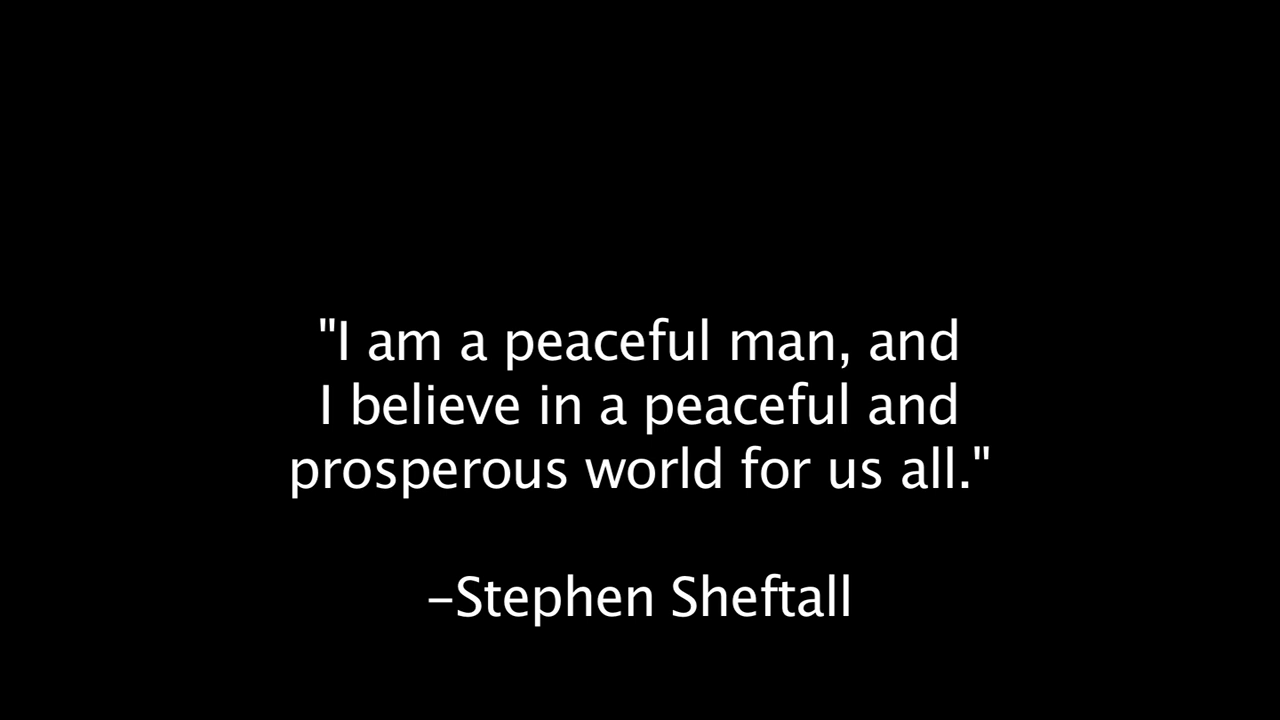 "I am a peaceful man, and
I believe in a peaceful and
prosperous world for us all."
–Stephen Sheftall